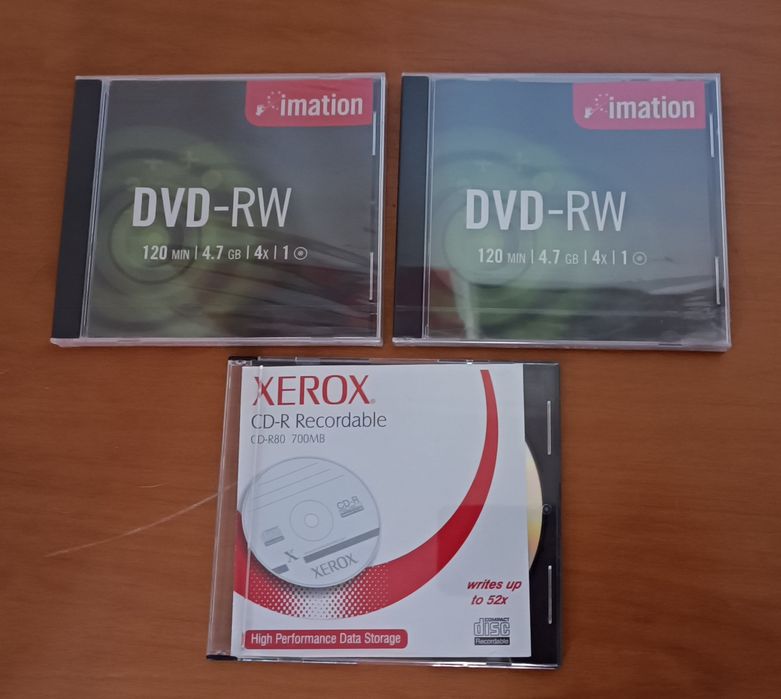 imation
DVD-RW
120 MIN | 4.7 GB | 4x | 1
imation
DVD-RW
120 MIN | 4.7 GB | 4x | 1
XEROX®
CD-R Recordable
CD-R80 700MB
CD-R
X
XEROX
writes up
to 52x
COMPACT
disc
Recordable
High Performance Data Storage